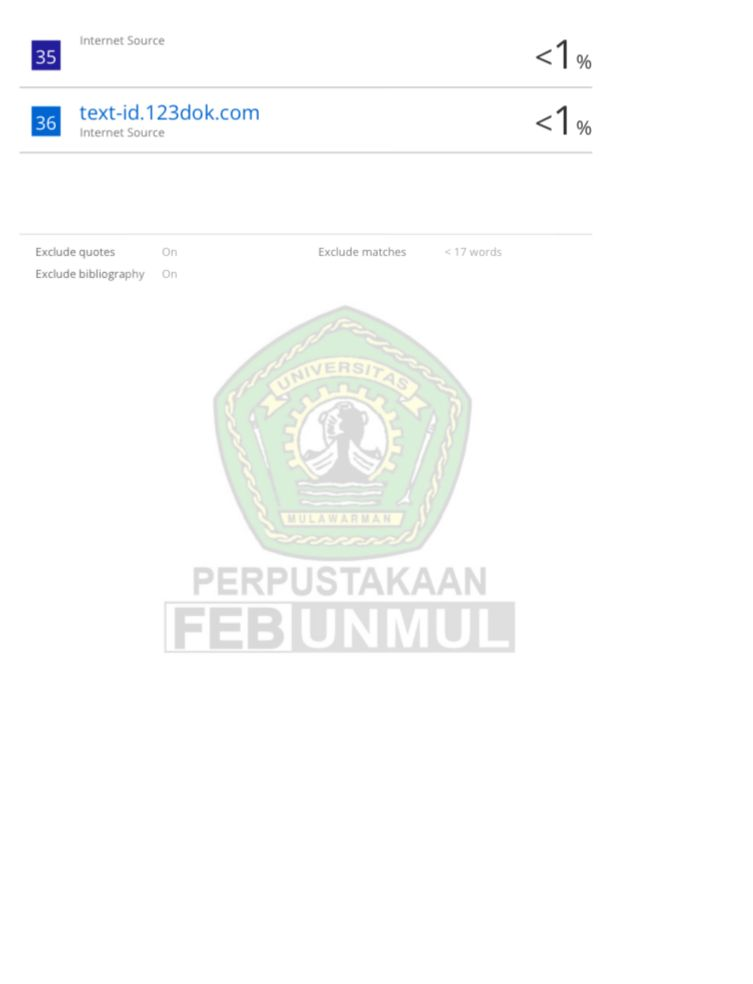 35 Internet Source <1%
36 text-id.123dok.com <1%
Internet Source
Exclude quotes On Exclude matches < 17 words
Exclude bibliography On
UNIVERSITAS
MULAWARMAN
PERPUSTAKAAN
FEB UNMUL